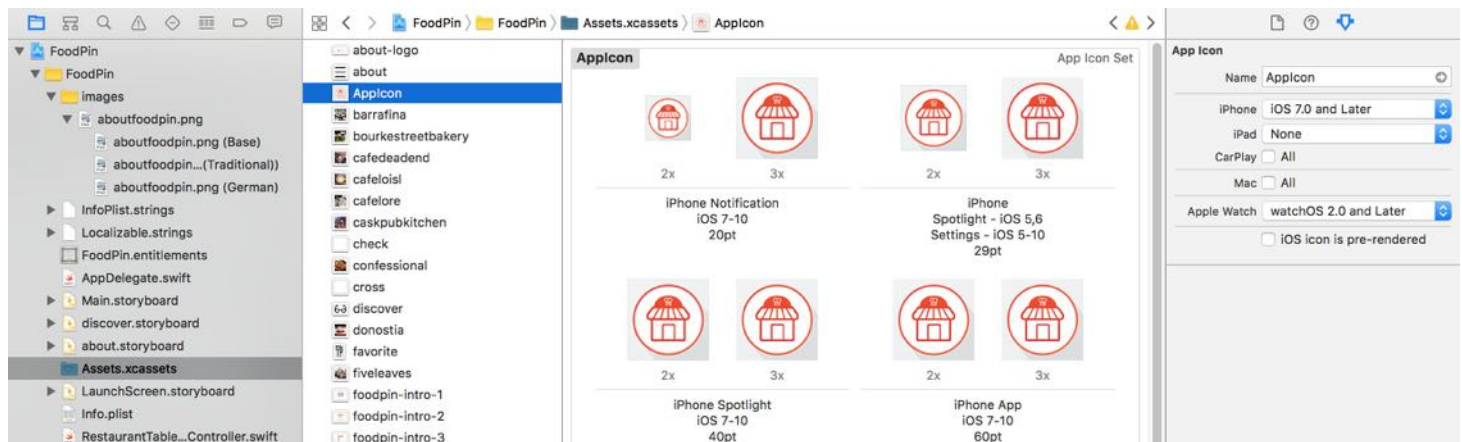 FoodPin
FoodPin
Assets.xcassets
AppIcon
FoodPin
FoodPin
images
aboutfoodpin.png
aboutfoodpin.png (Base)
aboutfoodpin...(Traditional))
aboutfoodpin.png (German)
InfoPlist.strings
Localizable.strings
FoodPin.entitlements
AppDelegate.swift
Main.storyboard
discover.storyboard
about.storyboard
Assets.xcassets
LaunchScreen.storyboard
Info.plist
RestaurantTable...Controller.swift
about-logo
about
AppIcon
barrafina
bourkestreetbakery
cafedeadend
cafeloisl
cafelore
caskpubkitchen
check
confessional
cross
discover
donostia
favorite
fiveleaves
foodpin-intro-1
foodpin-intro-2
foodpin-intro-3
AppIcon
App Icon Set
2x
3x
iPhone Notification
iOS 7-10
20pt
2x
3x
iPhone
Spotlight - iOS 5,6
Settings - iOS 5-10
29pt
2x
3x
iPhone Spotlight
iOS 7-10
40pt
2x
3x
iPhone App
iOS 7-10
60pt
App Icon
Name AppIcon
iPhone iOS 7.0 and Later
iPad None
CarPlay All
Mac All
Apple Watch watchOS 2.0 and Later
iOS icon is pre-rendered